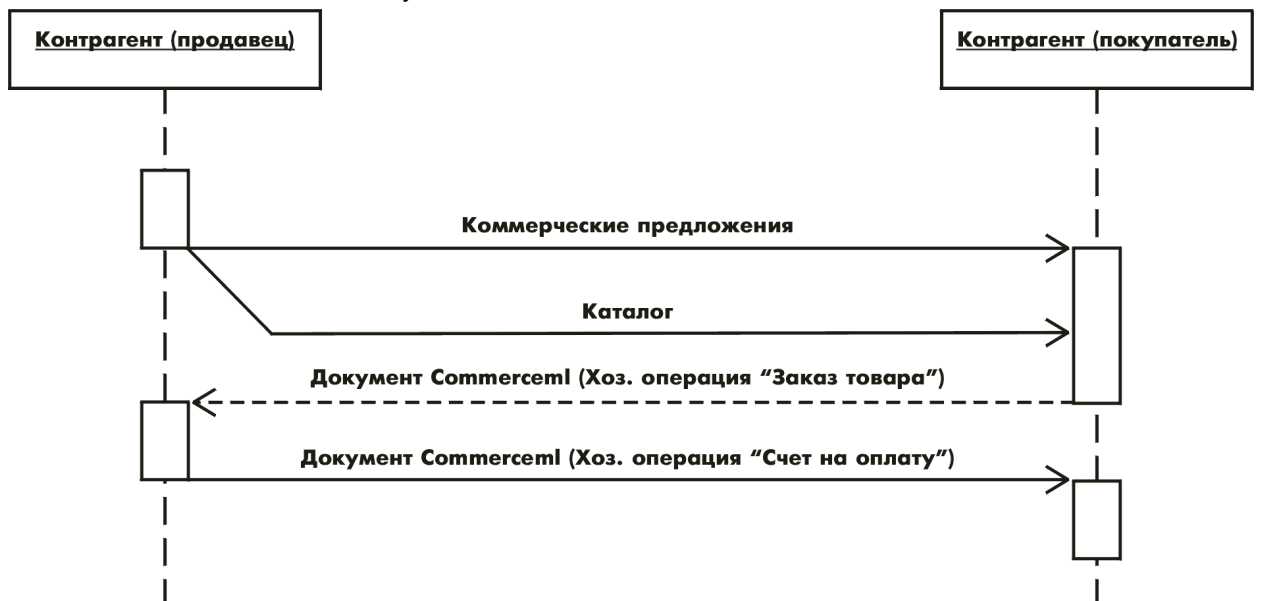 Контрагент (продавец)
Контрагент (покупатель)
Коммерческие предложения
Каталог
Документ Commerceml (Хоз. операция “Заказ товара”)
Документ Commerceml (Хоз. операция “Счет на оплату”)